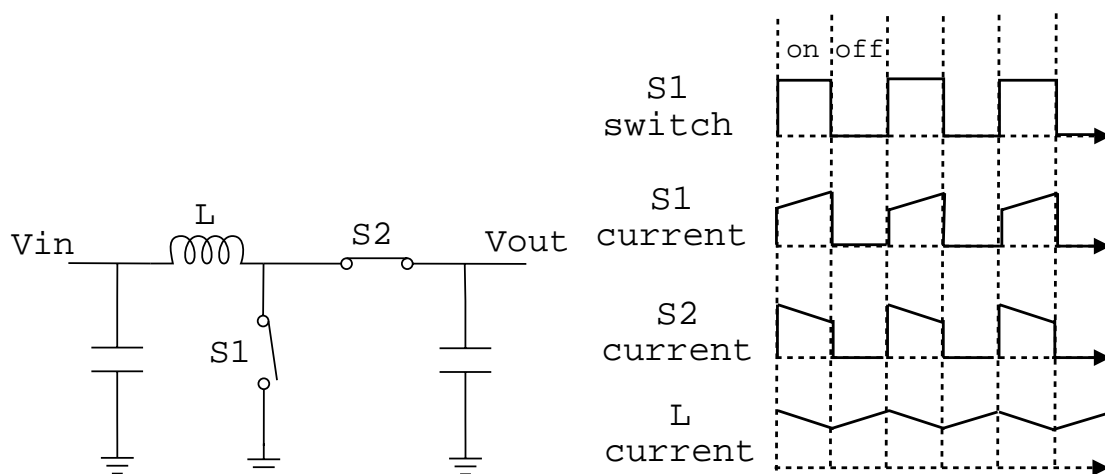 Vin
L
S2
Vout
S1
on off
S1
switch
S1
current
S2
current
L
current